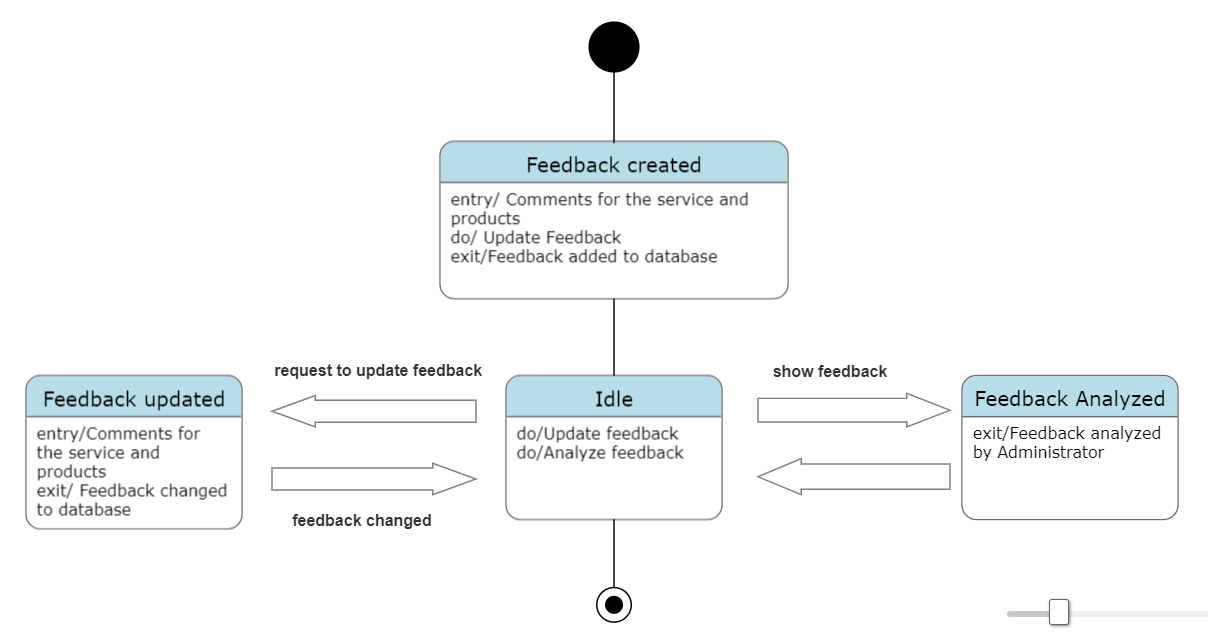 Feedback created
entry/ Comments for the service and
products
do/ Update Feedback
exit/Feedback added to database
request to update feedback
show feedback
Feedback updated
entry/Comments for
the service and
products
exit/ Feedback changed
to database
Idle
do/Update feedback
do/Analyze feedback
Feedback Analyzed
exit/Feedback analyzed
by Administrator
feedback changed